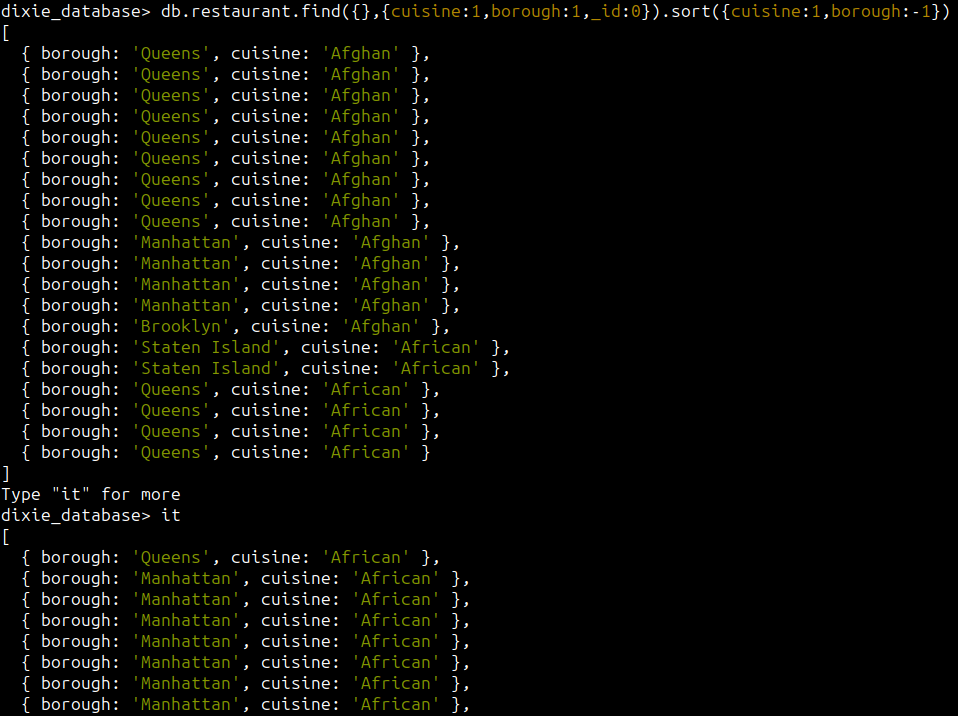 dixie_database> db.restaurant.find({},{cuisine:1,borough:1,_id:0}).sort({cuisine:1,borough:-1})
[
  { borough: 'Queens', cuisine: 'Afghan' },
  { borough: 'Queens', cuisine: 'Afghan' },
  { borough: 'Queens', cuisine: 'Afghan' },
  { borough: 'Queens', cuisine: 'Afghan' },
  { borough: 'Queens', cuisine: 'Afghan' },
  { borough: 'Queens', cuisine: 'Afghan' },
  { borough: 'Queens', cuisine: 'Afghan' },
  { borough: 'Queens', cuisine: 'Afghan' },
  { borough: 'Queens', cuisine: 'Afghan' },
  { borough: 'Manhattan', cuisine: 'Afghan' },
  { borough: 'Manhattan', cuisine: 'Afghan' },
  { borough: 'Manhattan', cuisine: 'Afghan' },
  { borough: 'Manhattan', cuisine: 'Afghan' },
  { borough: 'Brooklyn', cuisine: 'Afghan' },
  { borough: 'Staten Island', cuisine: 'African' },
  { borough: 'Staten Island', cuisine: 'African' },
  { borough: 'Queens', cuisine: 'African' },
  { borough: 'Queens', cuisine: 'African' },
  { borough: 'Queens', cuisine: 'African' },
  { borough: 'Queens', cuisine: 'African' }
]
Type "it" for more
dixie_database> it
[
  { borough: 'Queens', cuisine: 'African' },
  { borough: 'Manhattan', cuisine: 'African' },
  { borough: 'Manhattan', cuisine: 'African' },
  { borough: 'Manhattan', cuisine: 'African' },
  { borough: 'Manhattan', cuisine: 'African' },
  { borough: 'Manhattan', cuisine: 'African' },
  { borough: 'Manhattan', cuisine: 'African' },
  { borough: 'Manhattan', cuisine: 'African' },